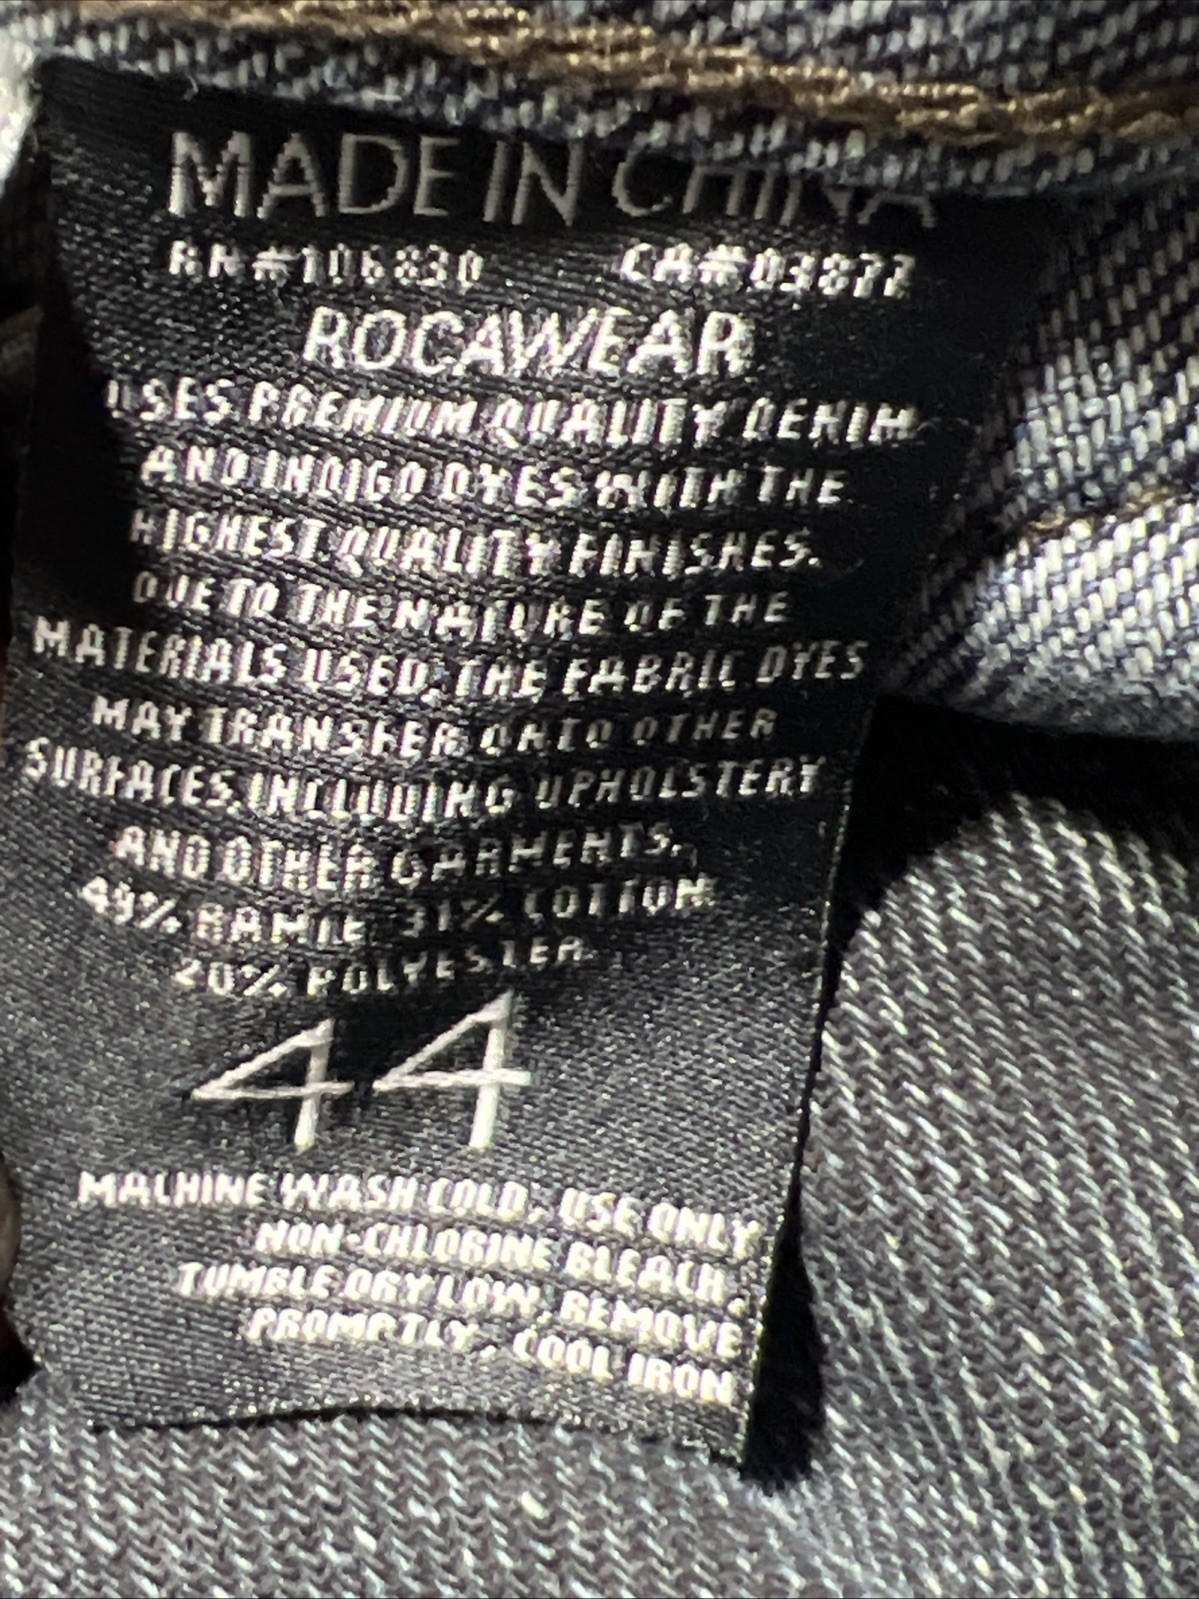 MADE IN CHINA
RN#106830 CA#03877
ROCAWEAR
USES PREMIUM QUALITY DENIM
AND INDIGO DYES WITH THE
HIGHEST QUALITY FINISHES.
DUE TO THE NATURE OF THE
MATERIALS USED, THE FABRIC DYES
MAY TRANSFER ONTO OTHER
SURFACES, INCLUDING UPHOLSTERY
AND OTHER GARMENTS.
49% RAMIE 31% COTTON
20% POLYESTER
44
MACHINE WASH COLD, USE ONLY
NON-CHLORINE BLEACH,
TUMBLE DRY LOW, REMOVE
PROMPTLY, COOL IRON